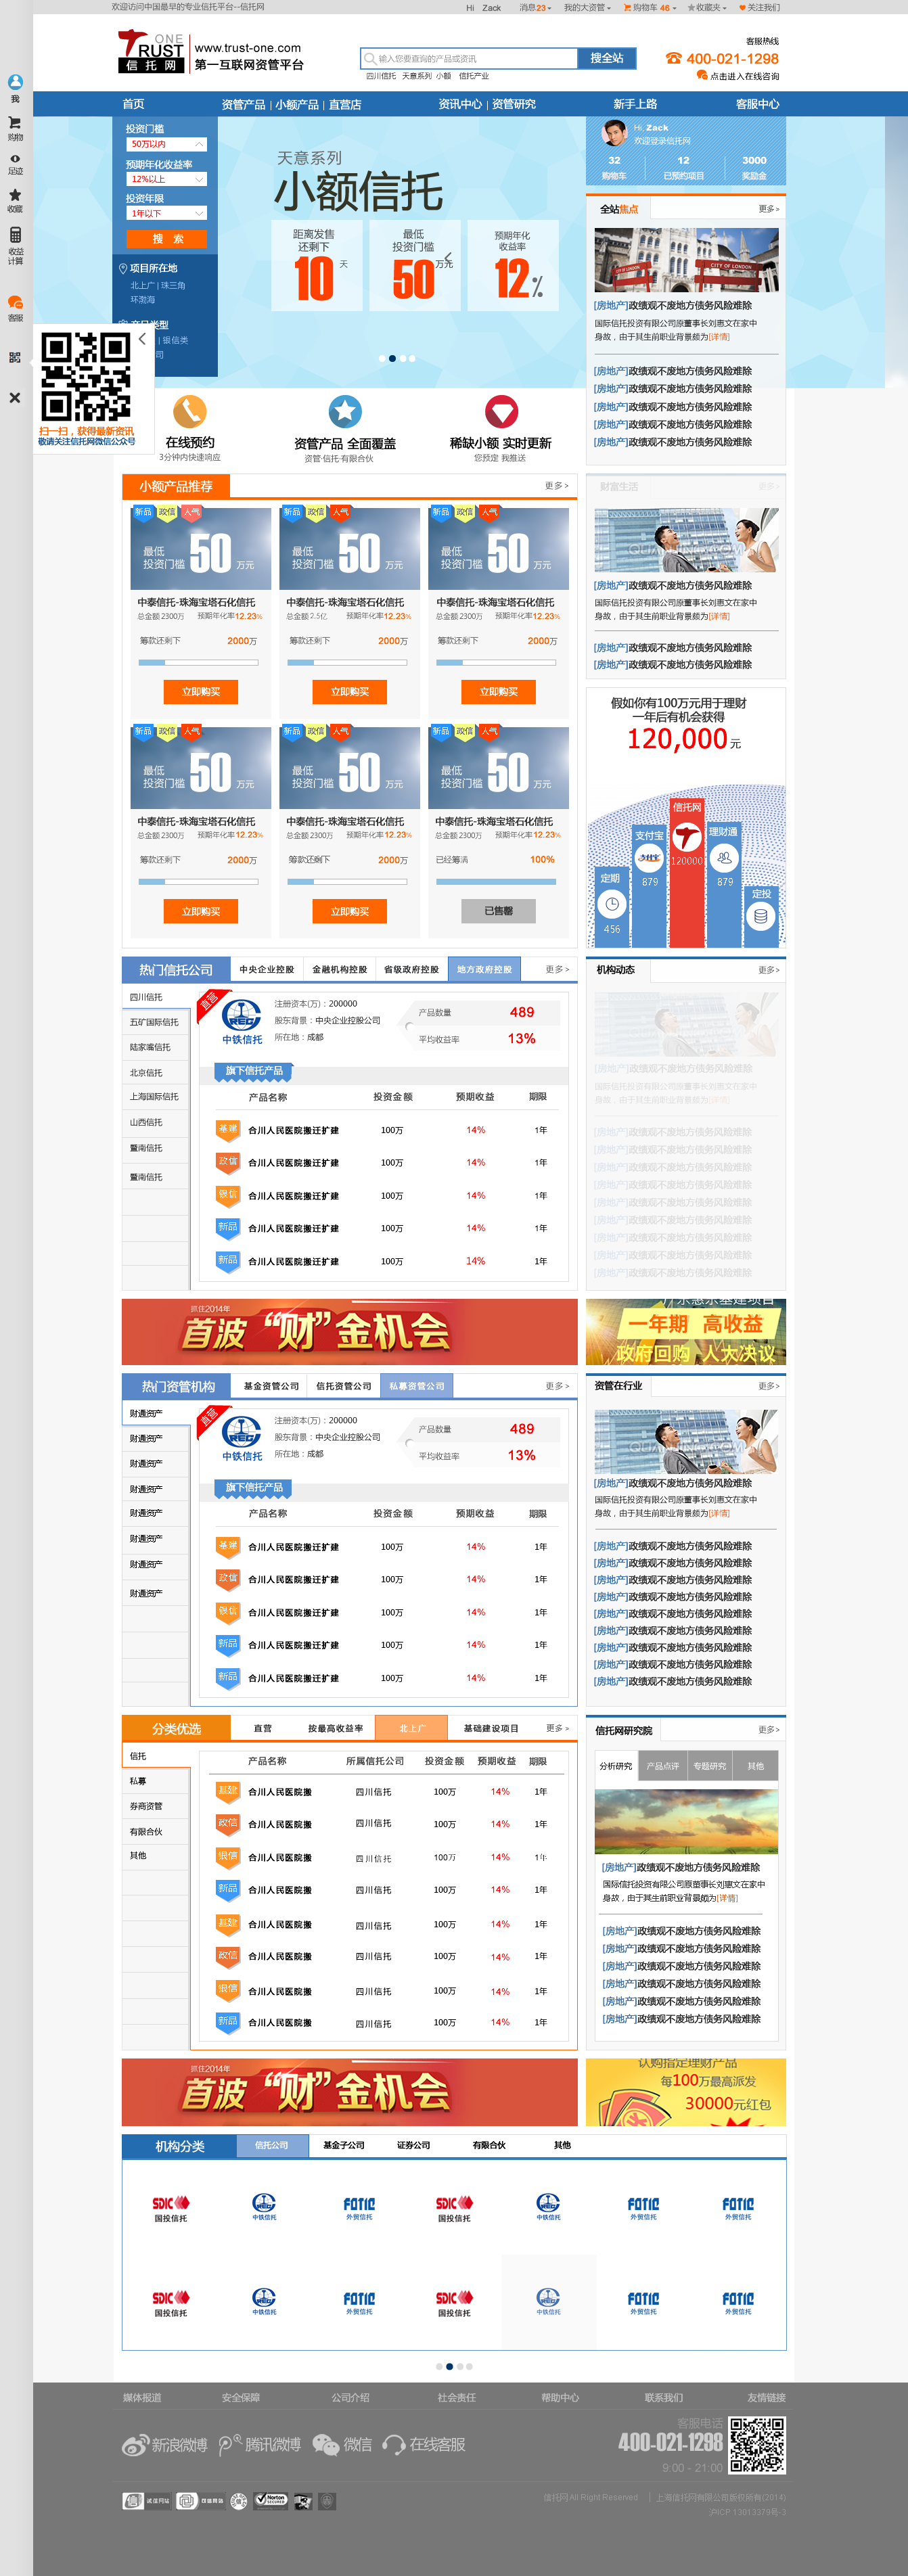 欢迎访问中国最早的专业信托平台--信托网
Hi Zack 消息23 我的大资管 购物车 46 收藏夹 关注我们
TRUST ONE
信托网
www.trust-one.com
第一互联网资管平台
输入您要查询的产品或资讯
搜全站
四川信托 天意系列 小额 信托产业
客服热线
400-021-1298
点击进入在线咨询
我
购物
足迹
收藏
收益
计算
客服
扫一扫，获得最新资讯
敬请关注信托网微信公众号
首页 资管产品 | 小额产品 | 直营店 资讯中心 | 资管研究 新手上路 客服中心
投资门槛
50万以内
预期年化收益率
12%以上
投资年限
1年以下
搜 索
项目所在地
北上广 | 珠三角
环渤海
产品类型
| 银信类
司
天意系列
小额信托
距离发售
还剩下
10 天
最低
投资门槛
50 万元
预期年化
收益率
12%
Hi, Zack
欢迎登录信托网
32 12 3000
购物车 已预约项目 奖励金
全站焦点 更多>
[房地产]政绩观不废地方债务风险难除
国际信托投资有限公司原董事长刘惠文在家中
身故，由于其生前职业背景颇为[详情]
[房地产]政绩观不废地方债务风险难除
[房地产]政绩观不废地方债务风险难除
[房地产]政绩观不废地方债务风险难除
[房地产]政绩观不废地方债务风险难除
[房地产]政绩观不废地方债务风险难除
在线预约
3分钟内快速响应
资管产品 全面覆盖
资管·信托·有限合伙
稀缺小额 实时更新
您预定 我推送
小额产品推荐 更多>
新品 政信 人气
最低
投资门槛 50 万元
中泰信托-珠海宝塔石化信托
总金额 2300万 预期年化率12.23%
筹款还剩下 2000万
立即购买
新品 政信 人气
最低
投资门槛 50 万元
中泰信托-珠海宝塔石化信托
总金额 2.5亿 预期年化率12.23%
筹款还剩下 2000万
立即购买
新品 政信 人气
最低
投资门槛 50 万元
中泰信托-珠海宝塔石化信托
总金额 2300万 预期年化率12.23%
筹款还剩下 2000万
立即购买
新品 政信 人气
最低
投资门槛 50 万元
中泰信托-珠海宝塔石化信托
总金额 2300万 预期年化率12.23%
筹款还剩下 2000万
立即购买
新品 政信 人气
最低
投资门槛 50 万元
中泰信托-珠海宝塔石化信托
总金额 2300万 预期年化率12.23%
筹款还剩下 2000万
立即购买
新品 政信 人气
最低
投资门槛 50 万元
中泰信托-珠海宝塔石化信托
总金额 2300万 预期年化率12.23%
已经筹满 100%
已售罄
财富生活 更多>
[房地产]政绩观不废地方债务风险难除
国际信托投资有限公司原董事长刘惠文在家中
身故，由于其生前职业背景颇为[详情]
[房地产]政绩观不废地方债务风险难除
[房地产]政绩观不废地方债务风险难除
假如你有100万元用于理财
一年后有机会获得
120,000 元
定期 456
支付宝 879
信托网 120000
理财通 879
定投
热门信托公司 中央企业控股 金融机构控股 省级政府控股 地方政府控股 更多>
四川信托
五矿国际信托
陆家嘴信托
北京信托
上海国际信托
山西信托
暨南信托
暨南信托
直营
中铁信托
注册资本(万)：200000
股东背景：中央企业控股公司
所在地：成都
产品数量 489
平均收益率 13%
旗下信托产品
产品名称 投资金额 预期收益 期限
基建 合川人民医院搬迁扩建 100万 14% 1年
政信 合川人民医院搬迁扩建 100万 14% 1年
银信 合川人民医院搬迁扩建 100万 14% 1年
新品 合川人民医院搬迁扩建 100万 14% 1年
新品 合川人民医院搬迁扩建 100万 14% 1年
机构动态 更多>
[房地产]政绩观不废地方债务风险难除
国际信托投资有限公司原董事长刘惠文在家中
身故，由于其生前职业背景颇为[详情]
[房地产]政绩观不废地方债务风险难除
[房地产]政绩观不废地方债务风险难除
[房地产]政绩观不废地方债务风险难除
[房地产]政绩观不废地方债务风险难除
[房地产]政绩观不废地方债务风险难除
[房地产]政绩观不废地方债务风险难除
[房地产]政绩观不废地方债务风险难除
[房地产]政绩观不废地方债务风险难除
[房地产]政绩观不废地方债务风险难除
抓住2014年
首波“财”金机会
一年期 高收益
政府回购 人大决议
热门资管机构 基金资管公司 信托资管公司 私募资管公司 更多>
财通资产
财通资产
财通资产
财通资产
财通资产
财通资产
财通资产
财通资产
直营
中铁信托
注册资本(万)：200000
股东背景：中央企业控股公司
所在地：成都
产品数量 489
平均收益率 13%
旗下信托产品
产品名称 投资金额 预期收益 期限
基建 合川人民医院搬迁扩建 100万 14% 1年
政信 合川人民医院搬迁扩建 100万 14% 1年
银信 合川人民医院搬迁扩建 100万 14% 1年
新品 合川人民医院搬迁扩建 100万 14% 1年
新品 合川人民医院搬迁扩建 100万 14% 1年
资管在行业 更多>
[房地产]政绩观不废地方债务风险难除
国际信托投资有限公司原董事长刘惠文在家中
身故，由于其生前职业背景颇为[详情]
[房地产]政绩观不废地方债务风险难除
[房地产]政绩观不废地方债务风险难除
[房地产]政绩观不废地方债务风险难除
[房地产]政绩观不废地方债务风险难除
[房地产]政绩观不废地方债务风险难除
[房地产]政绩观不废地方债务风险难除
[房地产]政绩观不废地方债务风险难除
[房地产]政绩观不废地方债务风险难除
[房地产]政绩观不废地方债务风险难除
分类优选 直营 按最高收益率 北上广 基础建设项目 更多>
信托
私募
券商资管
有限合伙
其他
产品名称 所属信托公司 投资金额 预期收益 期限
基建 合川人民医院搬 四川信托 100万 14% 1年
政信 合川人民医院搬 四川信托 100万 14% 1年
银信 合川人民医院搬 四川信托 100万 14% 1年
新品 合川人民医院搬 四川信托 100万 14% 1年
基建 合川人民医院搬 四川信托 100万 14% 1年
政信 合川人民医院搬 四川信托 100万 14% 1年
银信 合川人民医院搬 四川信托 100万 14% 1年
新品 合川人民医院搬 四川信托 100万 14% 1年
信托网研究院 更多>
分析研究 产品点评 专题研究 其他
[房地产]政绩观不废地方债务风险难除
国际信托投资有限公司原董事长刘惠文在家中
身故，由于其生前职业背景颇为[详情]
[房地产]政绩观不废地方债务风险难除
[房地产]政绩观不废地方债务风险难除
[房地产]政绩观不废地方债务风险难除
[房地产]政绩观不废地方债务风险难除
[房地产]政绩观不废地方债务风险难除
[房地产]政绩观不废地方债务风险难除
抓住2014年
首波“财”金机会
认购指定理财产品
每100万最高派发
30000元红包
机构分类 信托公司 基金子公司 证券公司 有限合伙 其他
SDIC 国投信托 中铁信托 FOTIC 外贸信托 SDIC 国投信托 中铁信托 FOTIC 外贸信托 FOTIC 外贸信托
SDIC 国投信托 中铁信托 FOTIC 外贸信托 SDIC 国投信托 中铁信托 FOTIC 外贸信托 FOTIC 外贸信托
媒体报道 安全保障 公司介绍 社会责任 帮助中心 联系我们 友情链接
新浪微博 腾讯微博 微信 在线客服
客服电话
400-021-1298
9:00 - 21:00
诚信网站 Norton
信托网 All Right Reserved | 上海信托网有限公司版权所有(2014)
沪ICP 13013379号-3